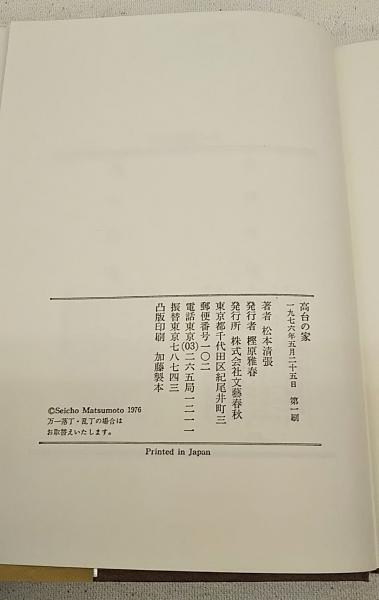 高台の家
一九七六年五月二十五日　第一刷
著者　松本清張
発行者　樫原雅春
発行所　株式会社文藝春秋
東京都千代田区紀尾井町三
郵便番号一〇二
電話東京(03)二六五局一二一一
振替東京七八七四三
凸版印刷　加藤製本
©Seicho Matsumoto 1976
万一落丁・乱丁の場合は
お取替えいたします。
Printed in Japan